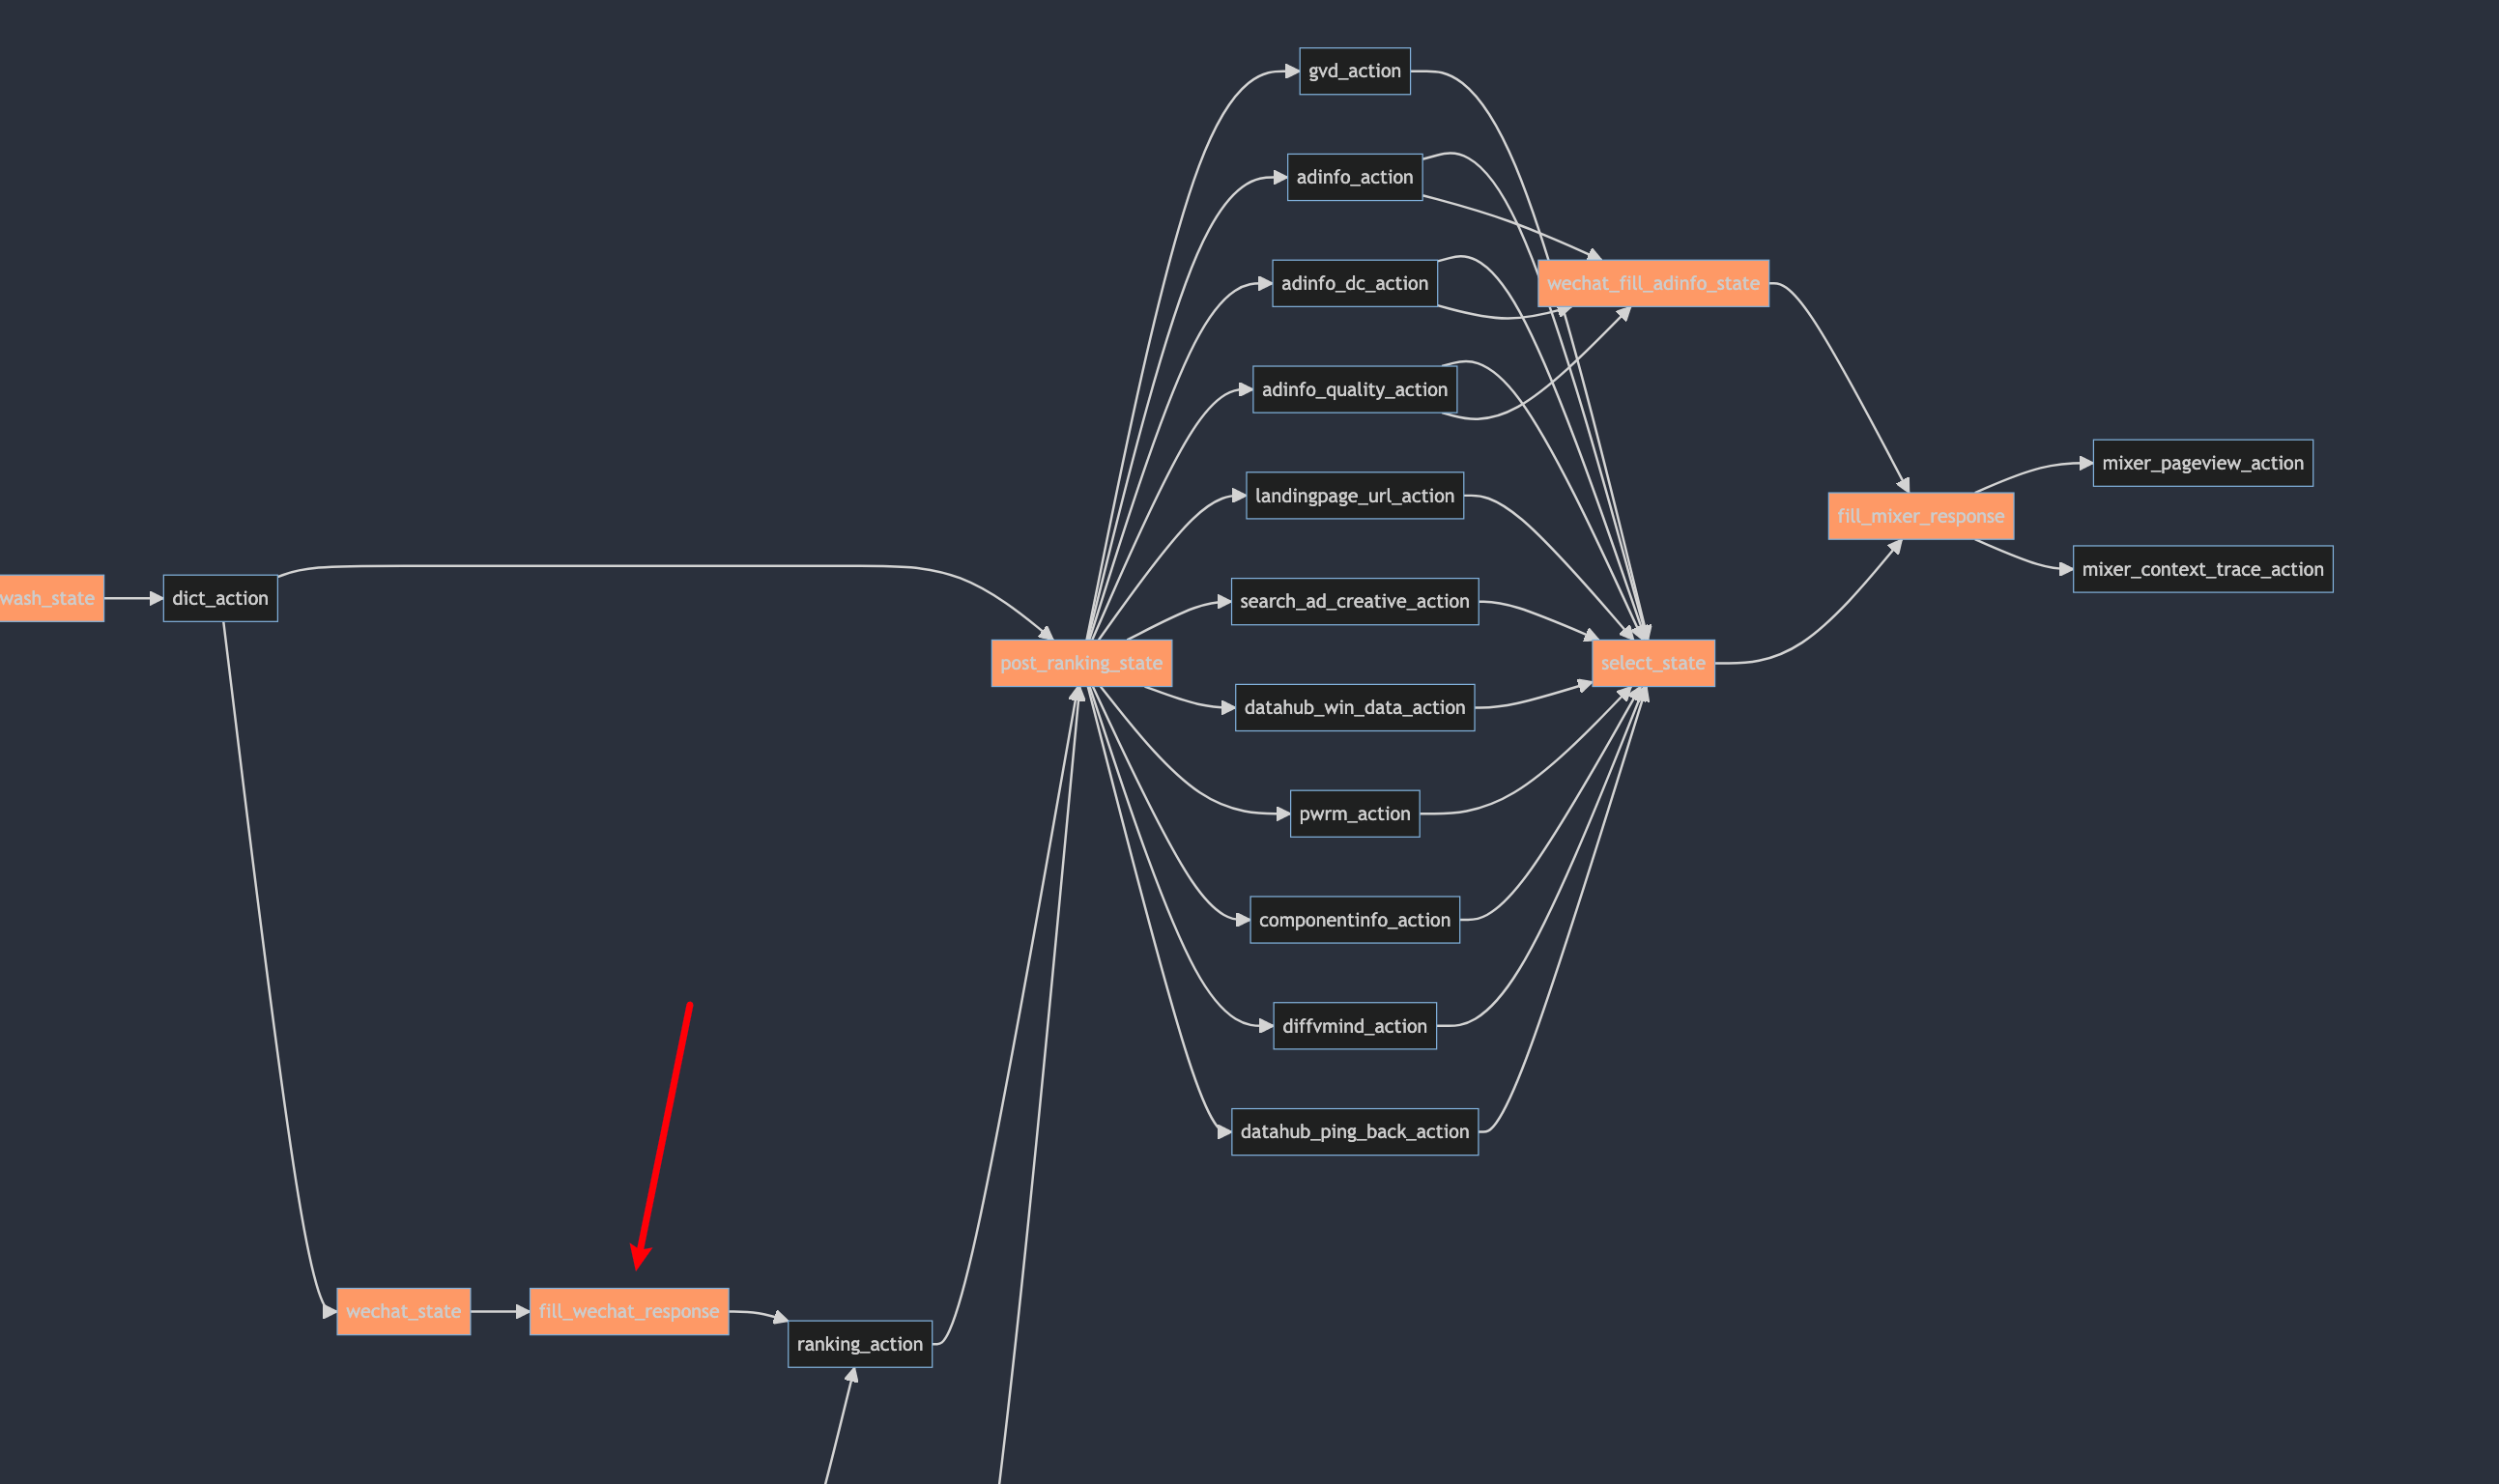 gvd_action
adinfo_action
adinfo_dc_action
wechat_fill_adinfo_state
adinfo_quality_action
mixer_pageview_action
landingpage_url_action
fill_mixer_response
mixer_context_trace_action
wash_state
dict_action
search_ad_creative_action
post_ranking_state
select_state
datahub_win_data_action
pwrm_action
componentinfo_action
diffvmind_action
datahub_ping_back_action
wechat_state
fill_wechat_response
ranking_action